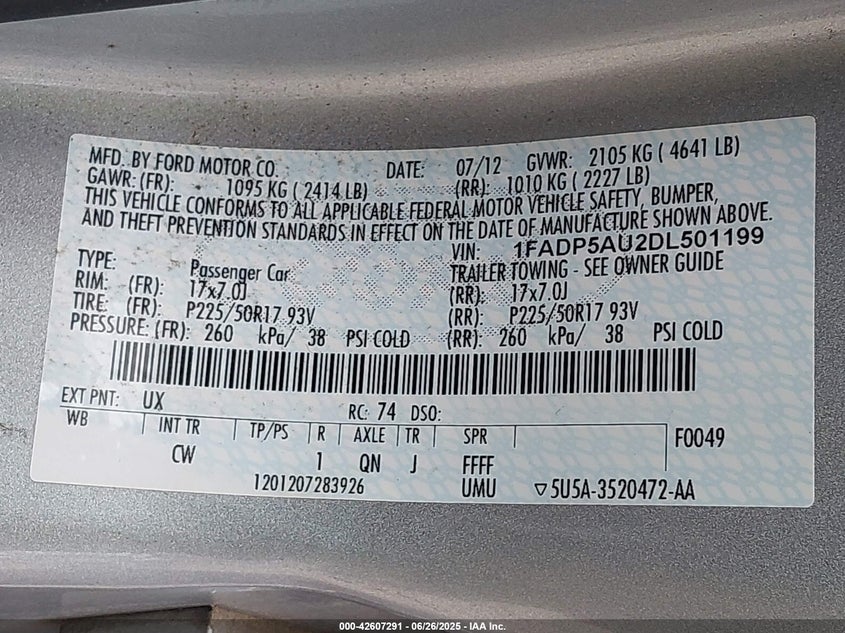 MFD. BY FORD MOTOR CO. DATE: 07/12 GVWR: 2105 KG ( 4641 LB)
GAWR: (FR): 1095 KG ( 2414 LB) (RR): 1010 KG ( 2227 LB)
THIS VEHICLE CONFORMS TO ALL APPLICABLE FEDERAL MOTOR VEHICLE SAFETY, BUMPER,
AND THEFT PREVENTION STANDARDS IN EFFECT ON THE DATE OF MANUFACTURE SHOWN ABOVE.
VIN: 1FADP5AU2DL501199
TYPE: Passenger Car TRAILER TOWING - SEE OWNER GUIDE
RIM: (FR): 17x7.0J (RR): 17x7.0J
TIRE: (FR): P225/50R17 93V (RR): P225/50R17 93V
PRESSURE: (FR): 260 kPa/ 38 PSI COLD (RR): 260 kPa/ 38 PSI COLD
EXT PNT: UX RC: 74 DSO:
WB INT TR TP/PS R AXLE TR SPR F0049
CW 1 QN J FFFF
1201207283926 UMU ▽5U5A-3520472-AA
000-42607291 - 06/26/2025 - IAA Inc.